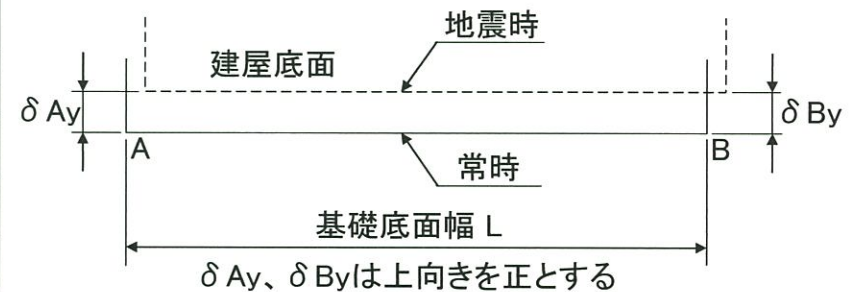 地震時
建屋底面
δAy
δBy
A
B
常時
基礎底面幅 L
δAy、δByは上向きを正とする